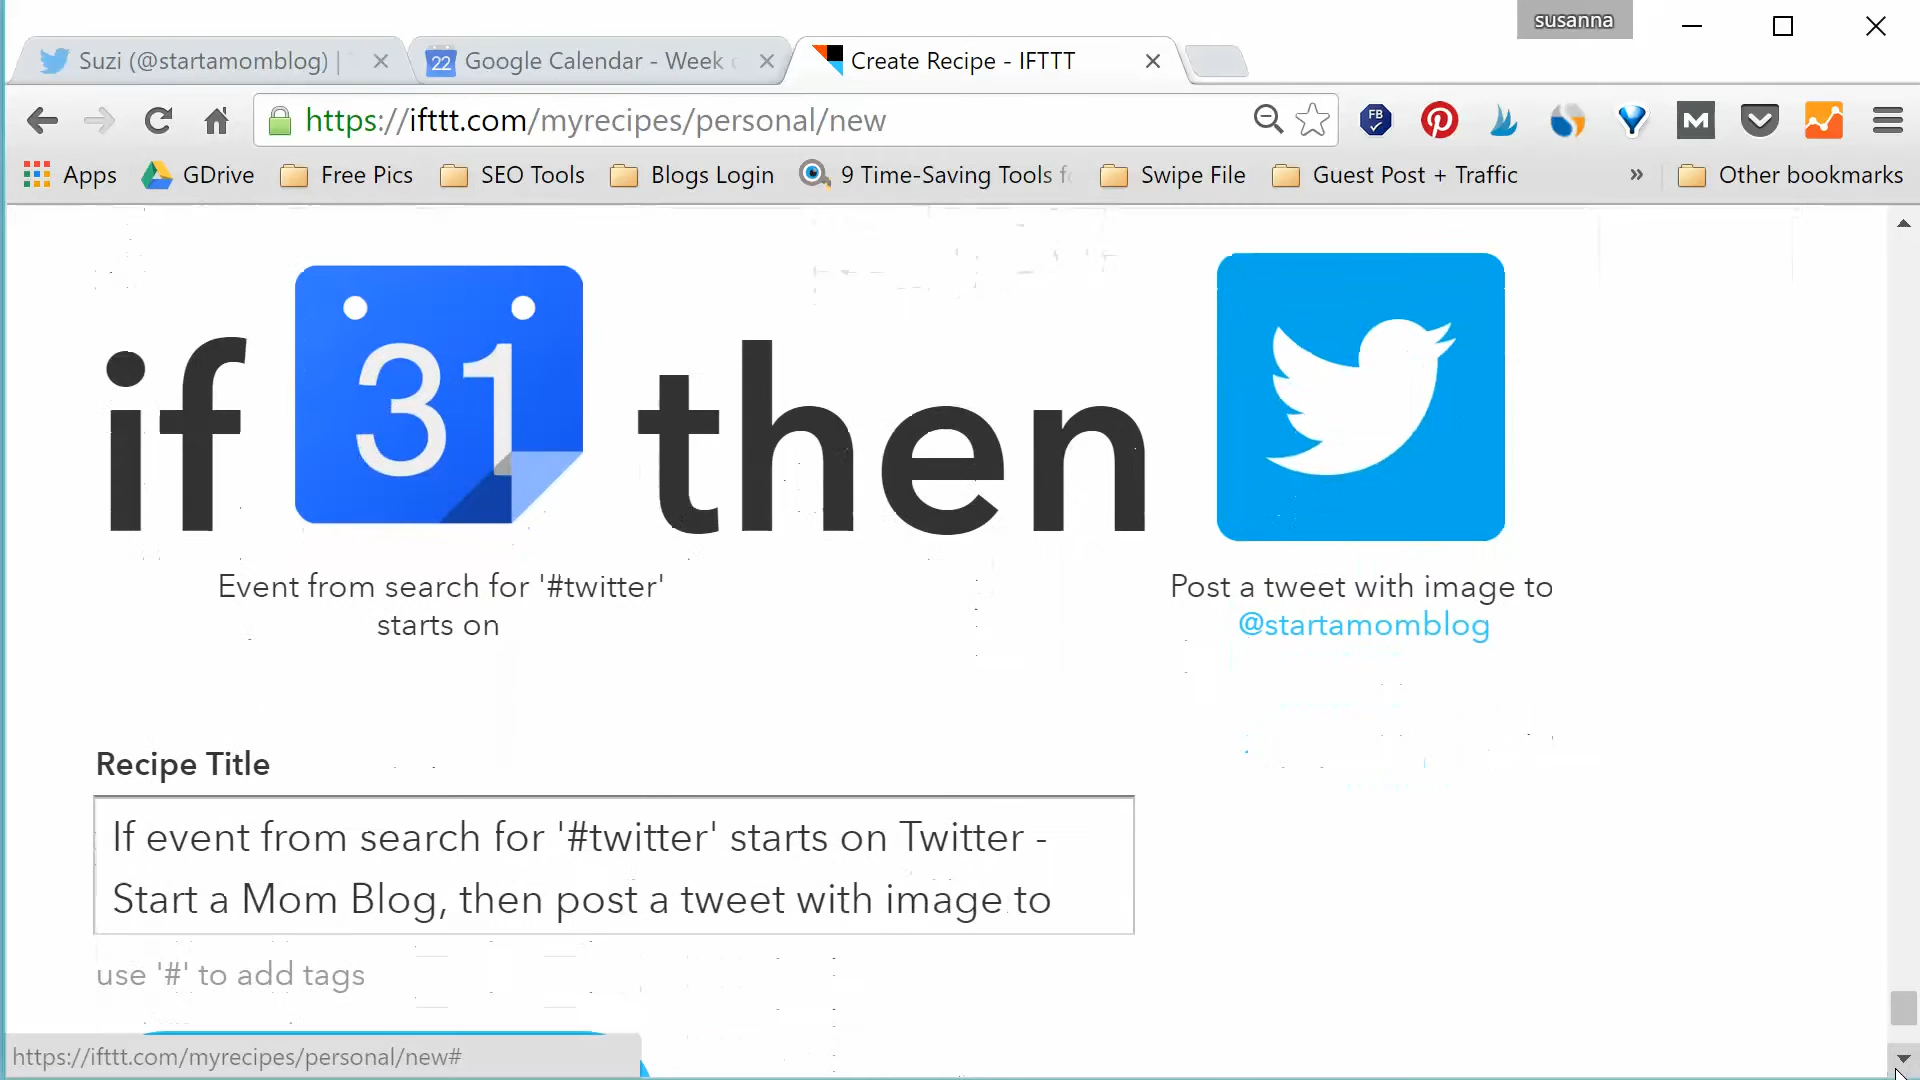 susanna
Suzi (@startamomblog) |
22
Google Calendar - Week
Create Recipe - IFTTT
https://ifttt.com/myrecipes/personal/new
FB
M
Apps
GDrive
Free Pics
SEO Tools
Blogs Login
9 Time-Saving Tools f
Swipe File
Guest Post + Traffic
»
Other bookmarks
if
31
then
Event from search for '#twitter'
starts on
Post a tweet with image to
@startamomblog
Recipe Title
If event from search for '#twitter' starts on Twitter -
Start a Mom Blog, then post a tweet with image to
use '#' to add tags
https://ifttt.com/myrecipes/personal/new#